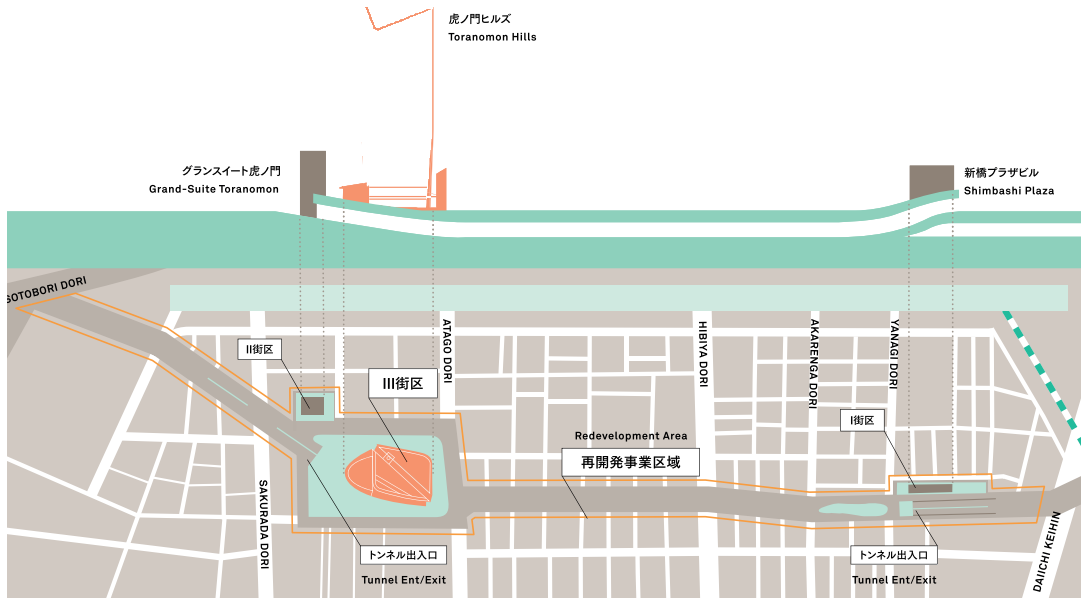 虎ノ門ヒルズ
Toranomon Hills
グランスイート虎ノ門
Grand-Suite Toranomon
新橋プラザビル
Shimbashi Plaza
SOTOBORI DORI
II街区
III街区
ATAGO DORI
HIBIYA DORI
AKARENGA DORI
YANAGI DORI
I街区
Redevelopment Area
再開発事業区域
SAKURADA DORI
トンネル出入口
Tunnel Ent/Exit
トンネル出入口
Tunnel Ent/Exit
DAIICHI KEIHIN